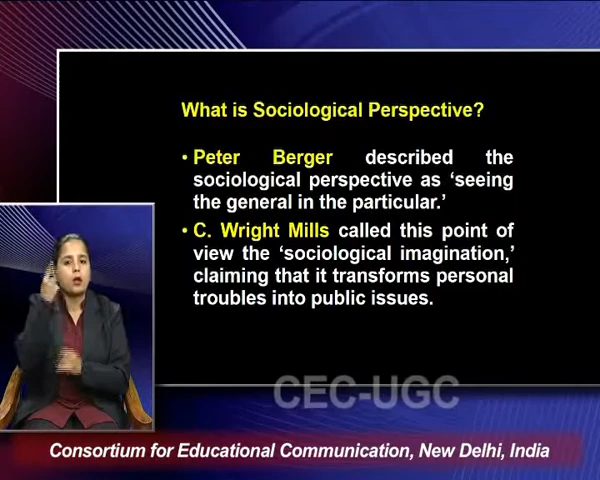 What is Sociological Perspective?
• Peter Berger described the
sociological perspective as ‘seeing
the general in the particular.’
• C. Wright Mills called this point of
view the ‘sociological imagination,’
claiming that it transforms personal
troubles into public issues.
CEC-UGC
Consortium for Educational Communication, New Delhi, India